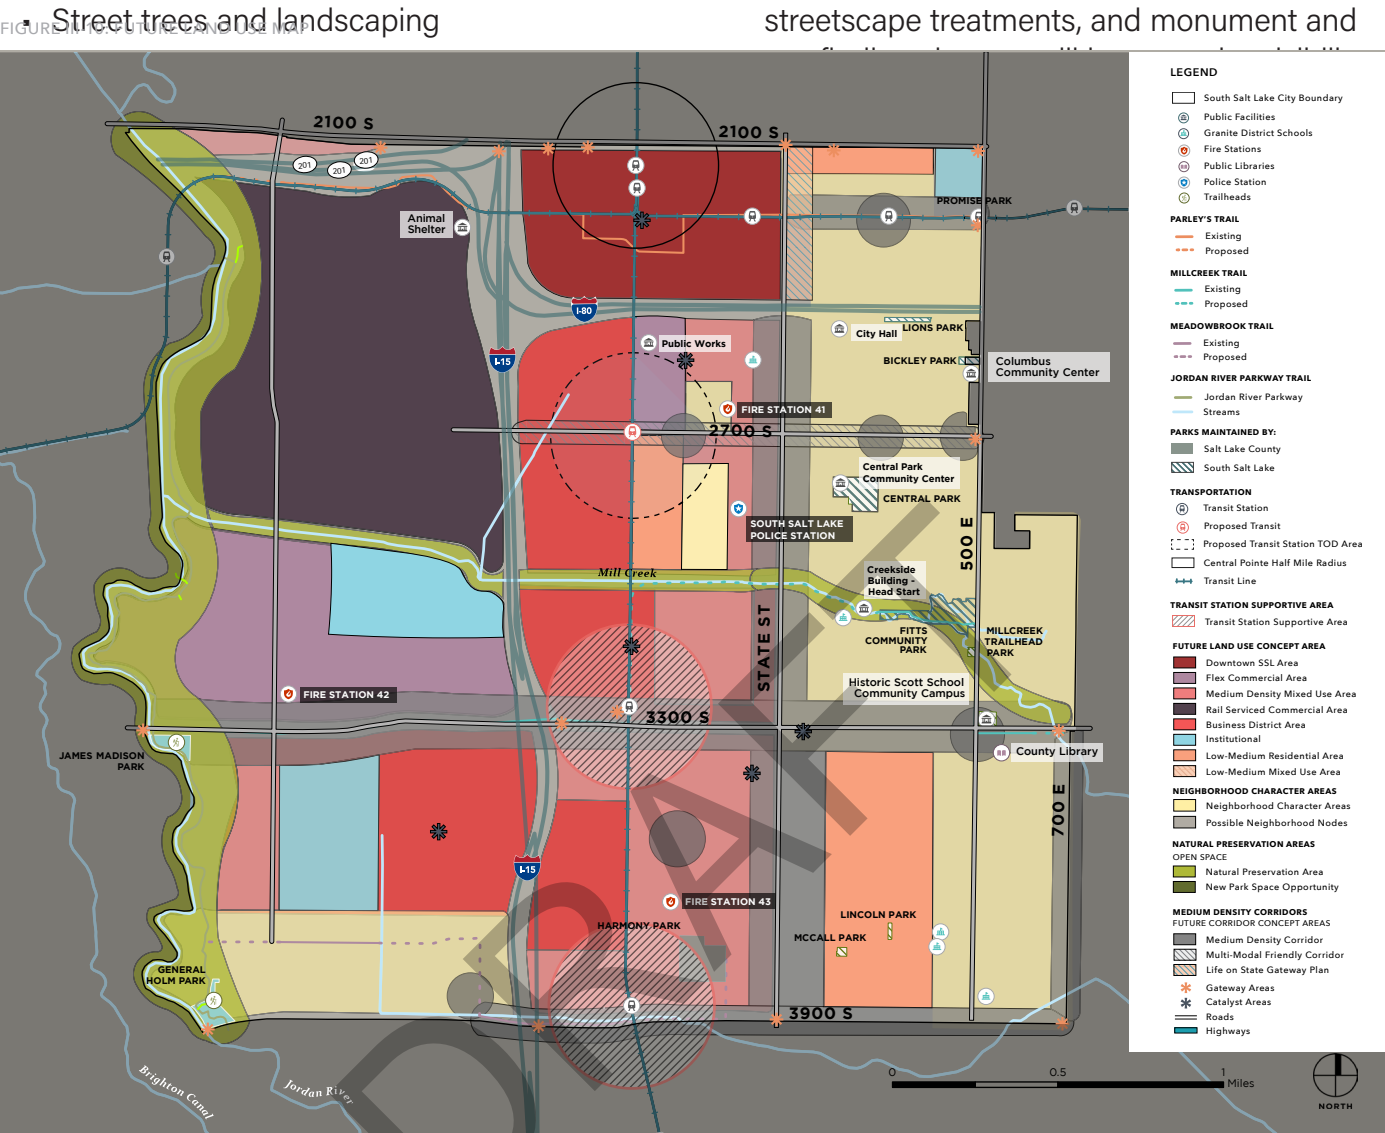 ▪ Street trees and landscaping
FIGURE III-10: FUTURE LAND USE MAP
streetscape treatments, and monument and
2100 S
2100 S
201
201
201
Animal
Shelter
PROMISE PARK
I-80
I-15
Public Works
City Hall
LIONS PARK
BICKLEY PARK
Columbus
Community Center
FIRE STATION 41
2700 S
Central Park
Community Center
CENTRAL PARK
SOUTH SALT LAKE
POLICE STATION
500 E
Mill Creek
Creekside
Building -
Head Start
STATE ST
FITTS
COMMUNITY
PARK
MILLCREEK
TRAILHEAD
PARK
Historic Scott School
Community Campus
FIRE STATION 42
3300 S
JAMES MADISON
PARK
County Library
700 E
I-15
FIRE STATION 43
HARMONY PARK
LINCOLN PARK
MCCALL PARK
GENERAL
HOLM PARK
3900 S
Brighton Canal
Jordan River
DRAFT
0 0.5 1
Miles
NORTH
LEGEND
South Salt Lake City Boundary
Public Facilities
Granite District Schools
Fire Stations
Public Libraries
Police Station
Trailheads
PARLEY'S TRAIL
Existing
Proposed
MILLCREEK TRAIL
Existing
Proposed
MEADOWBROOK TRAIL
Existing
Proposed
JORDAN RIVER PARKWAY TRAIL
Jordan River Parkway
Streams
PARKS MAINTAINED BY:
Salt Lake County
South Salt Lake
TRANSPORTATION
Transit Station
Proposed Transit
Proposed Transit Station TOD Area
Central Pointe Half Mile Radius
Transit Line
TRANSIT STATION SUPPORTIVE AREA
Transit Station Supportive Area
FUTURE LAND USE CONCEPT AREA
Downtown SSL Area
Flex Commercial Area
Medium Density Mixed Use Area
Rail Serviced Commercial Area
Business District Area
Institutional
Low-Medium Residential Area
Low-Medium Mixed Use Area
NEIGHBORHOOD CHARACTER AREAS
Neighborhood Character Areas
Possible Neighborhood Nodes
NATURAL PRESERVATION AREAS
OPEN SPACE
Natural Preservation Area
New Park Space Opportunity
MEDIUM DENSITY CORRIDORS
FUTURE CORRIDOR CONCEPT AREAS
Medium Density Corridor
Multi-Modal Friendly Corridor
Life on State Gateway Plan
Gateway Areas
Catalyst Areas
Roads
Highways